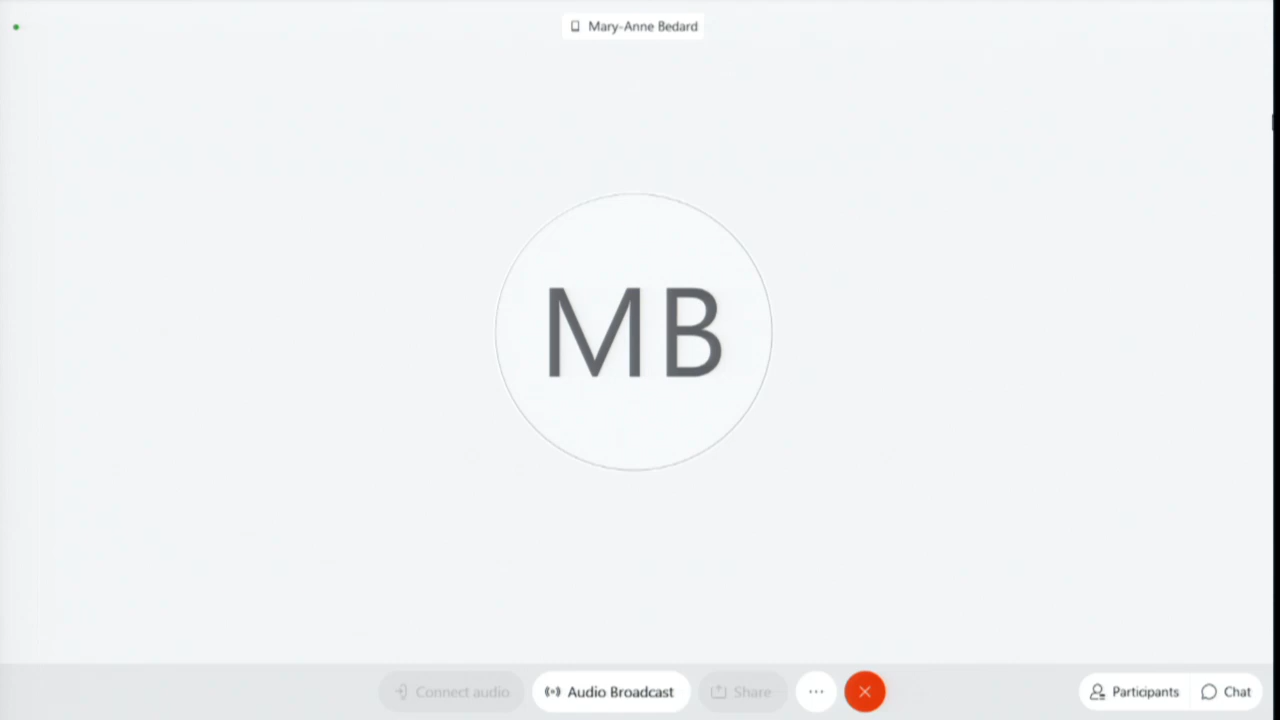 Mary-Anne Bedard
MB
Connect audio
Audio Broadcast
Share
Participants
Chat